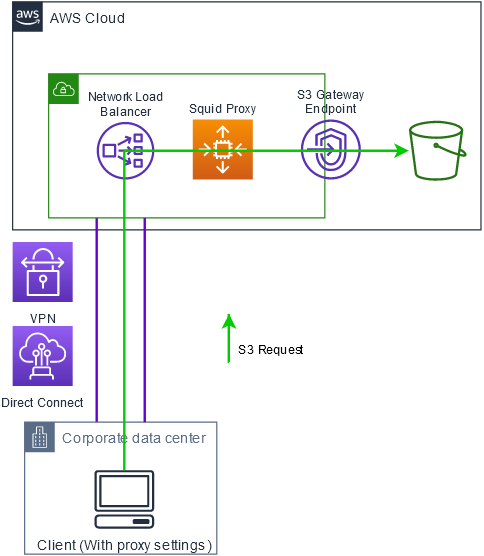 aws
AWS Cloud
Network Load
Balancer
Squid Proxy
S3 Gateway
Endpoint
VPN
S3 Request
Direct Connect
Corporate data center
Client (With proxy settings )